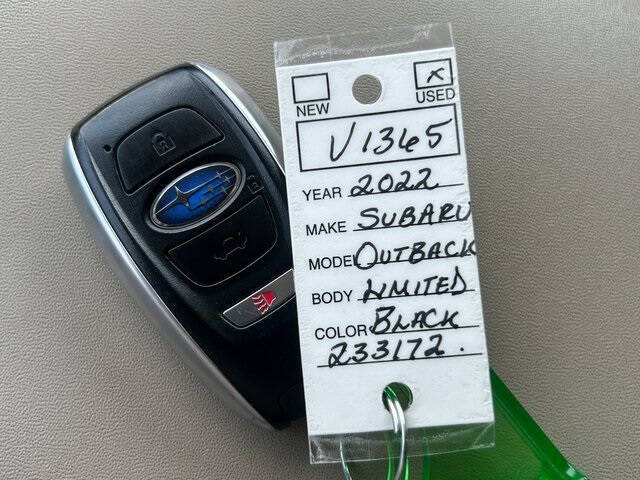 NEW
X
USED
V1365
YEAR 2022
MAKE SUBARU
MODEL OUTBACK
BODY LIMITED
COLOR BLACK
233172.